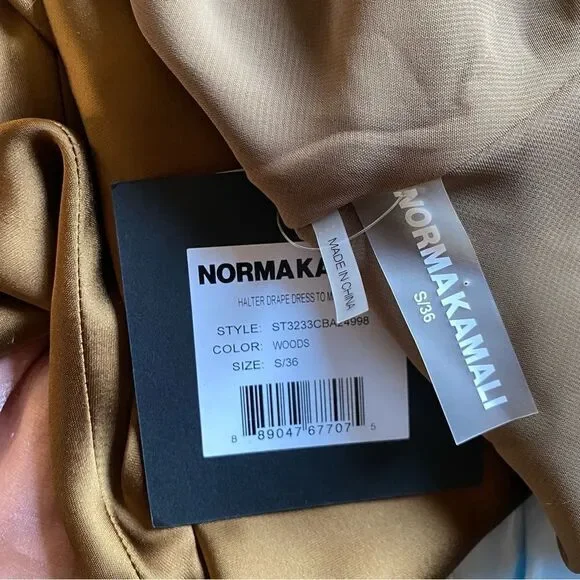 NORMAKA
HALTER DRAPE DRESS TO M
STYLE: ST3233CBA24998
COLOR: WOODS
SIZE: S/36
8 89047 67707 5
MADE IN CHINA
NORMAKAMALI
S/36